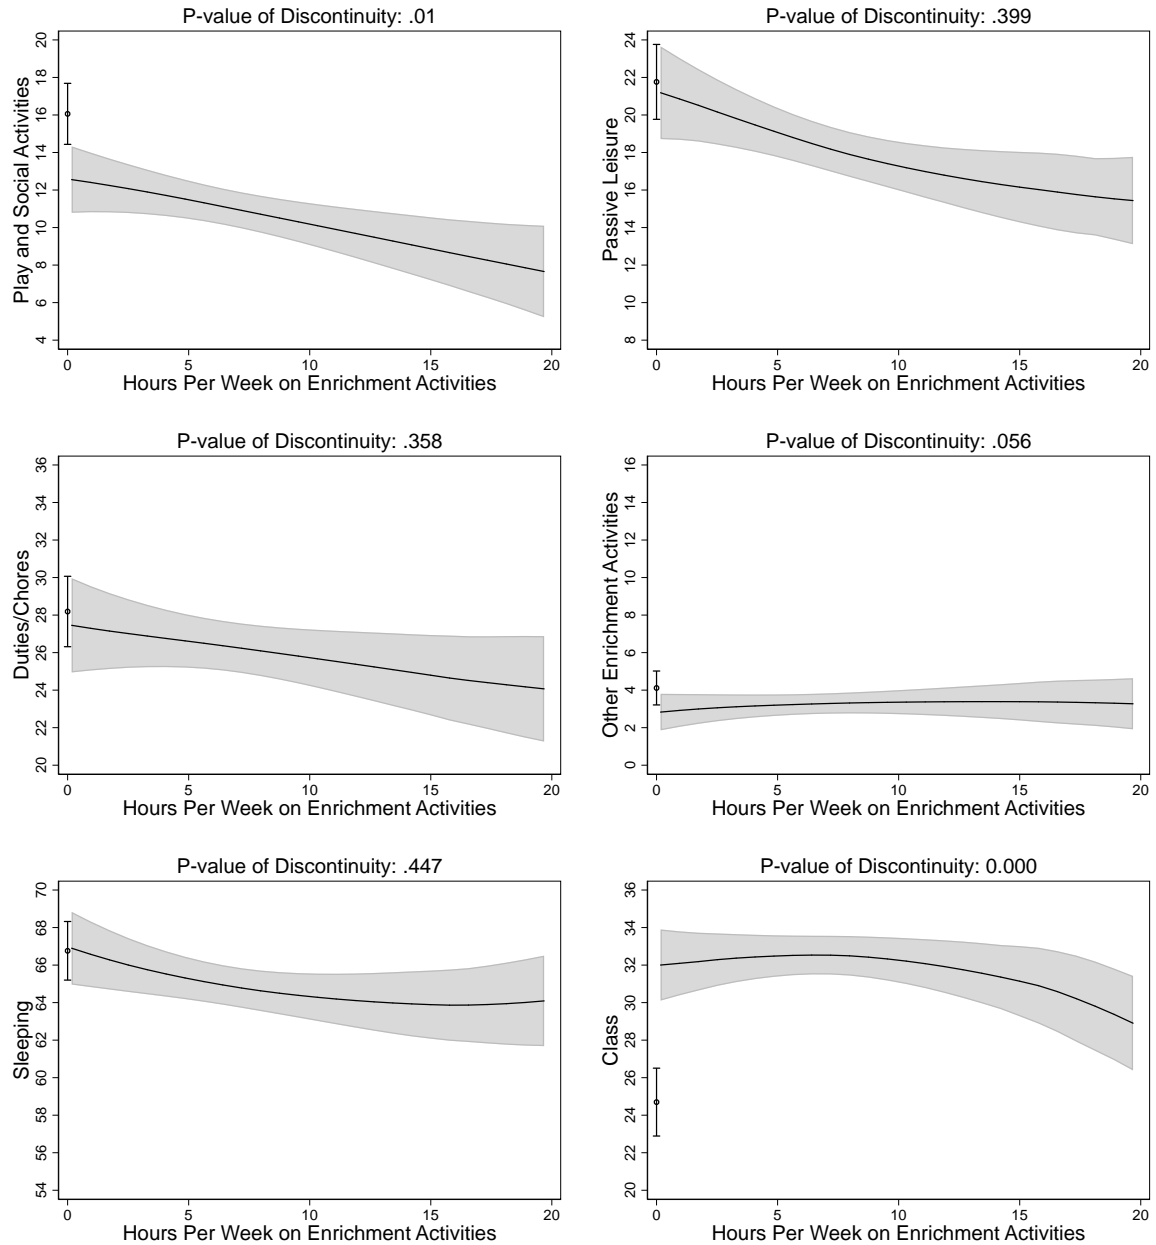 P-value of Discontinuity: .01
Play and Social Activities
20
18
16
14
12
10
8
6
4
0 5 10 15 20
Hours Per Week on Enrichment Activities
P-value of Discontinuity: .399
Passive Leisure
24
22
20
18
16
14
12
10
8
0 5 10 15 20
Hours Per Week on Enrichment Activities
P-value of Discontinuity: .358
Duties/Chores
36
34
32
30
28
26
24
22
20
0 5 10 15 20
Hours Per Week on Enrichment Activities
P-value of Discontinuity: .056
Other Enrichment Activities
16
14
12
10
8
6
4
2
0
0 5 10 15 20
Hours Per Week on Enrichment Activities
P-value of Discontinuity: .447
Sleeping
70
68
66
64
62
60
58
56
54
0 5 10 15 20
Hours Per Week on Enrichment Activities
P-value of Discontinuity: 0.000
Class
36
34
32
30
28
26
24
22
20
0 5 10 15 20
Hours Per Week on Enrichment Activities